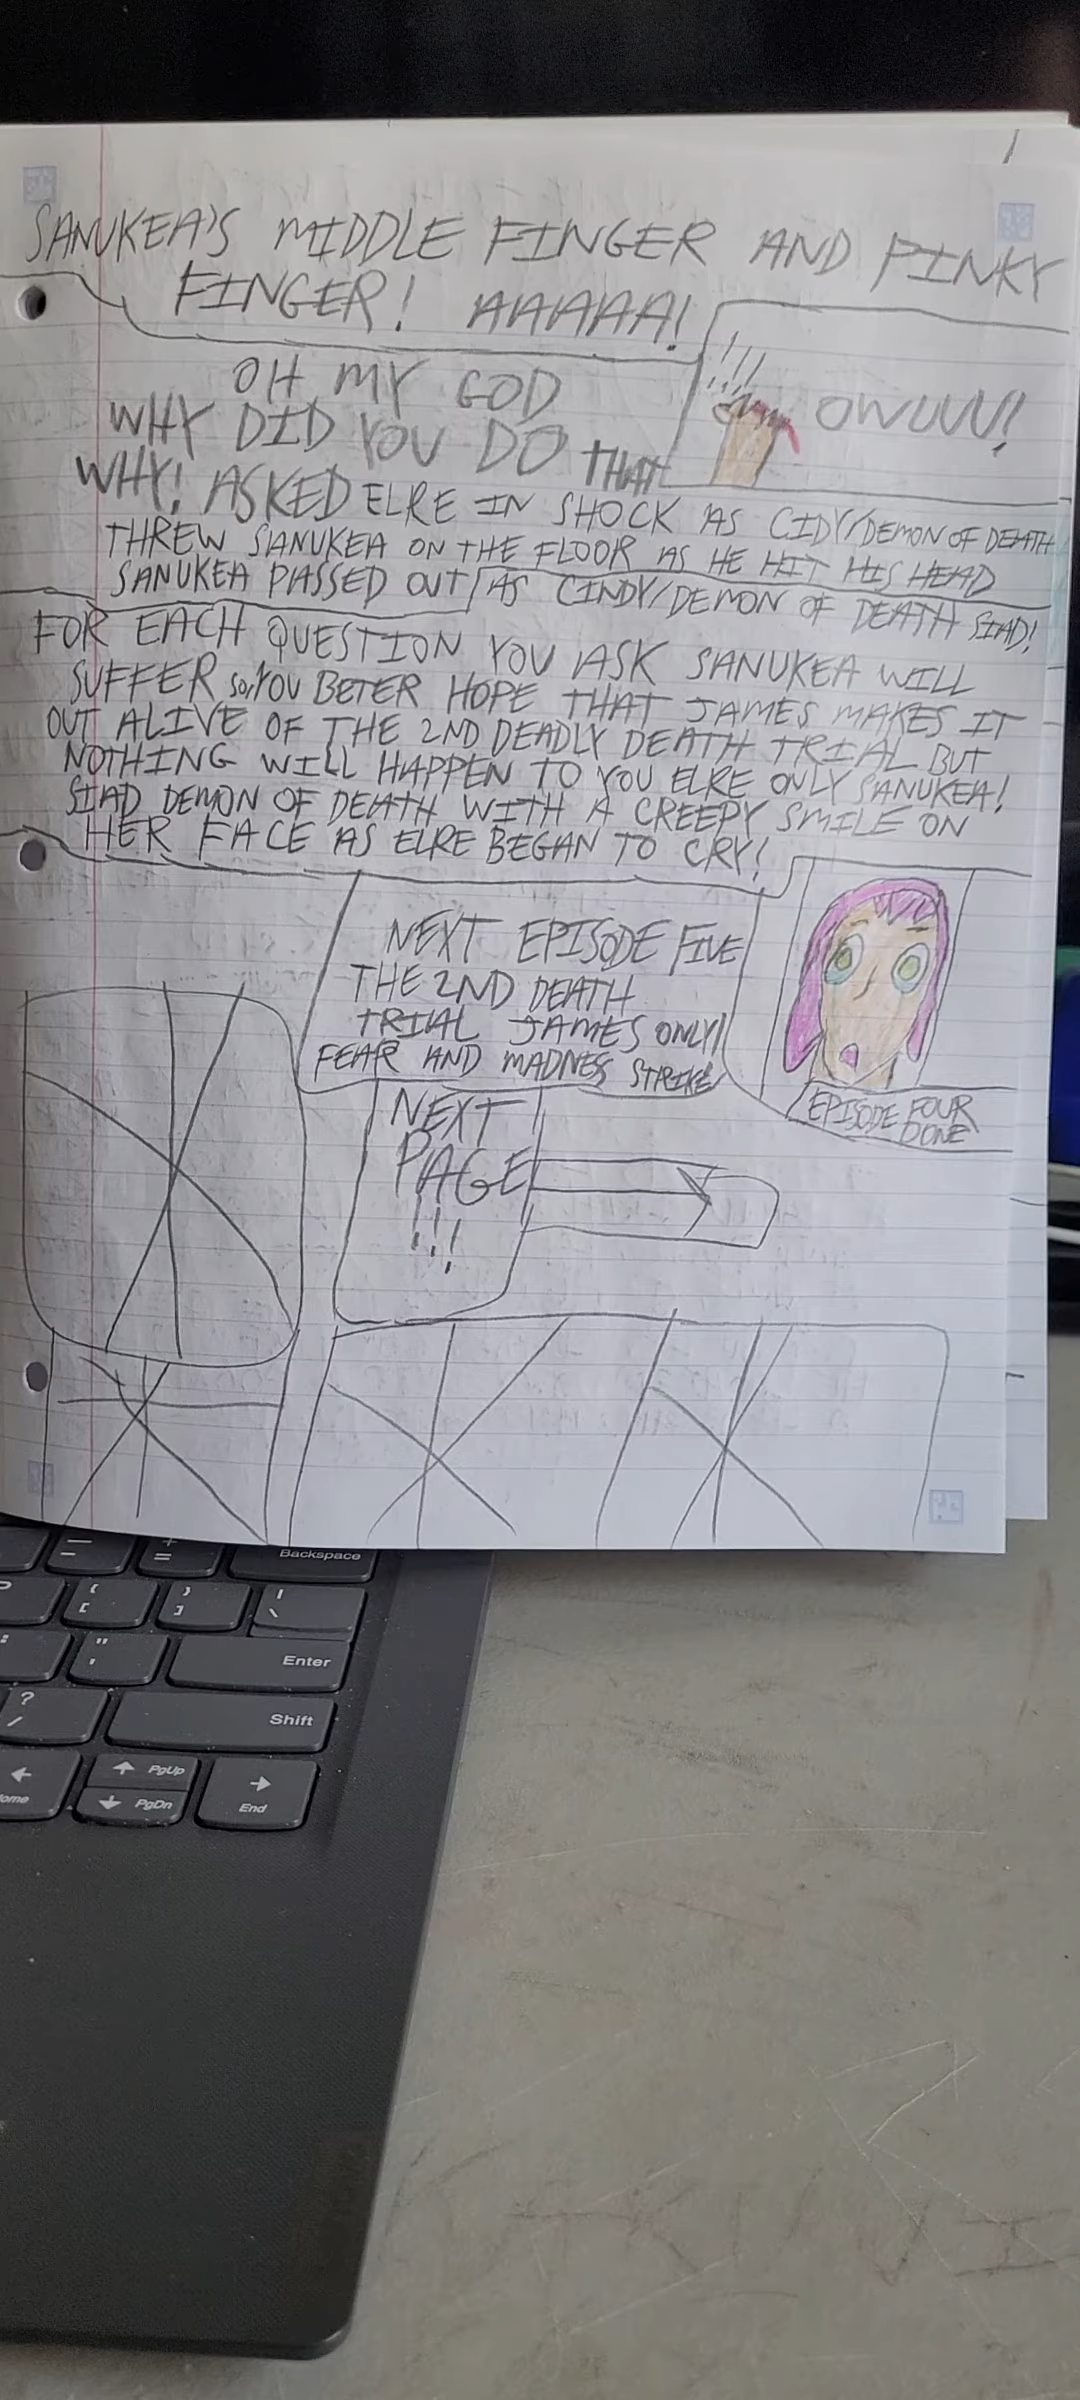 SANUKEA'S MIDDLE FINGER AND PINKY
FINGER! AAAAAA!
OH MY GOD
WHY DID YOU DO THAT
OWUUU!
WHY! ASKED ELRE IN SHOCK AS CIDY/DEMON OF DEATH
THREW SANUKEA ON THE FLOOR AS HE HIT HIS HEAD
SANUKEA PASSED OUT AS CINDY/DEMON OF DEATH SIAD!
FOR EACH QUESTION YOU ASK SANUKEA WILL
SUFFER SO YOU BETER HOPE THAT JAMES MAKES IT
OUT ALIVE OF THE 2ND DEADLY DEATH TRIAL BUT
NOTHING WILL HAPPEN TO YOU ELRE ONLY SANUKEA!
SIAD DEMON OF DEATH WITH A CREEPY SMILE ON
HER FACE AS ELRE BEGAN TO CRY!
NEXT EPISODE FIVE
THE 2ND DEATH
TRIAL JAMES ONLY!
FEAR AND MADNESS STRIKE
EPISODE FOUR
DONE
NEXT
PAGE
!!!
Backspace
Enter
Shift
PgUp
PgDn
End